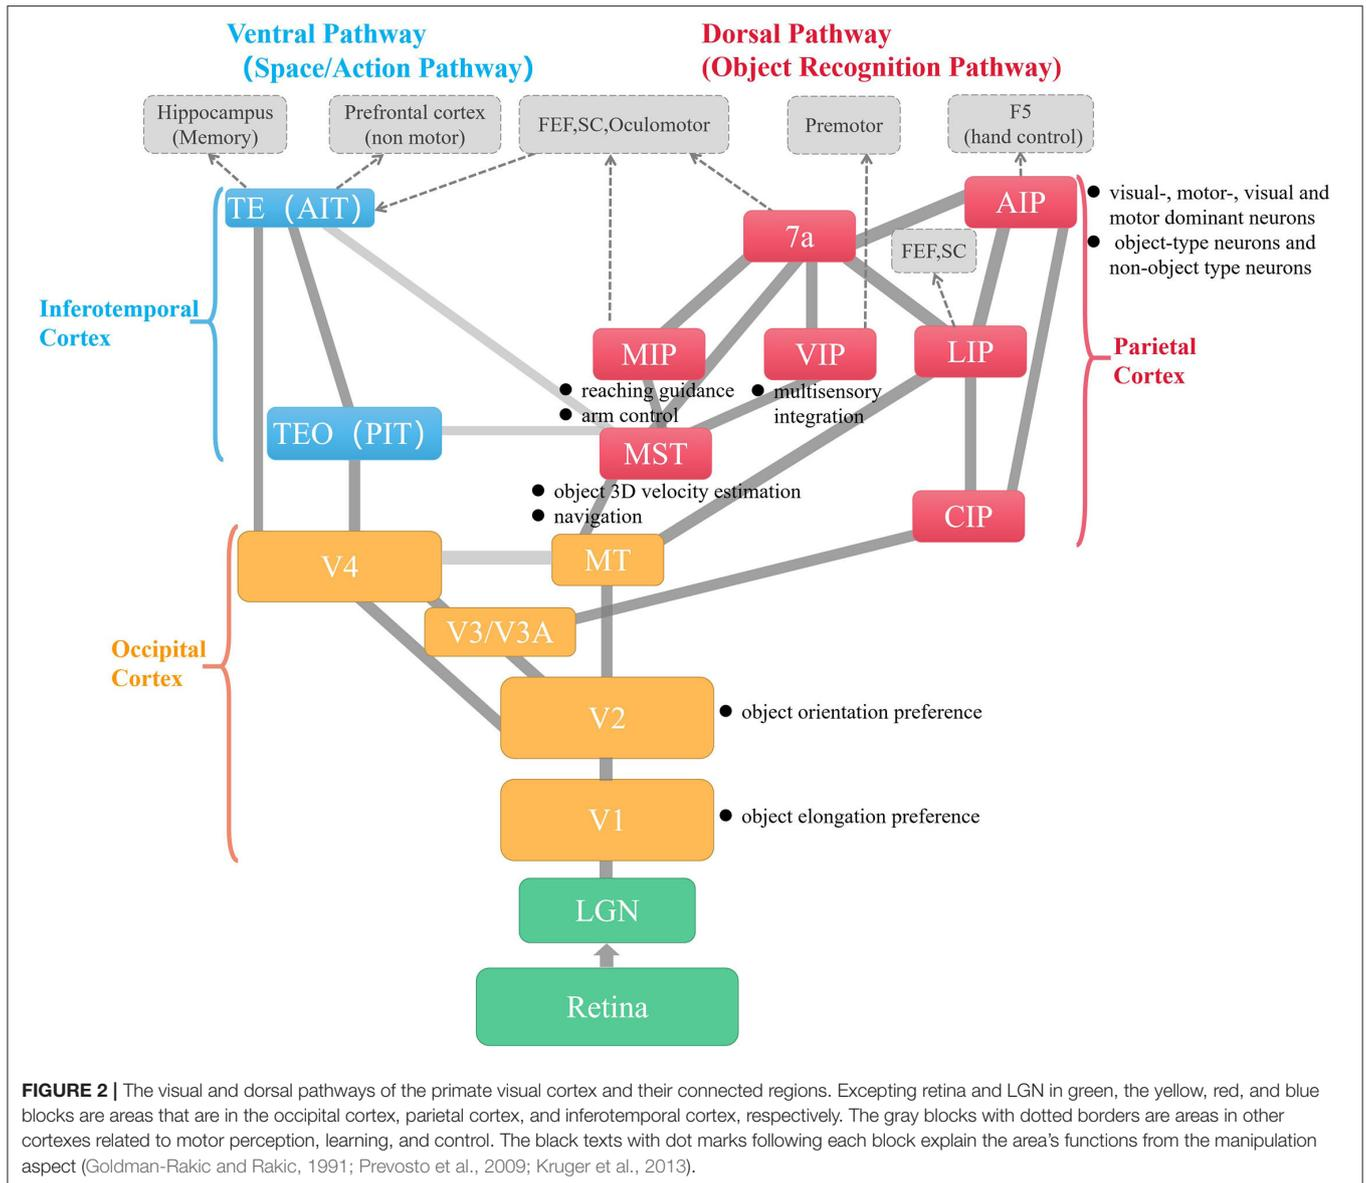 Ventral Pathway
(Space/Action Pathway)
Dorsal Pathway
(Object Recognition Pathway)
Hippocampus
(Memory)
Prefrontal cortex
(non motor)
FEF,SC,Oculomotor
Premotor
F5
(hand control)
TE (AIT)
7a
AIP
● visual-, motor-, visual and
motor dominant neurons
● object-type neurons and
non-object type neurons
FEF,SC
Inferotemporal
Cortex
MIP
● reaching guidance
● arm control
VIP
● multisensory
integration
LIP
Parietal
Cortex
TEO (PIT)
MST
● object 3D velocity estimation
● navigation
CIP
V4
MT
V3/V3A
Occipital
Cortex
V2
● object orientation preference
V1
● object elongation preference
LGN
Retina
FIGURE 2 | The visual and dorsal pathways of the primate visual cortex and their connected regions. Excepting retina and LGN in green, the yellow, red, and blue
blocks are areas that are in the occipital cortex, parietal cortex, and inferotemporal cortex, respectively. The gray blocks with dotted borders are areas in other
cortexes related to motor perception, learning, and control. The black texts with dot marks following each block explain the area's functions from the manipulation
aspect (Goldman-Rakic and Rakic, 1991; Prevosto et al., 2009; Kruger et al., 2013).